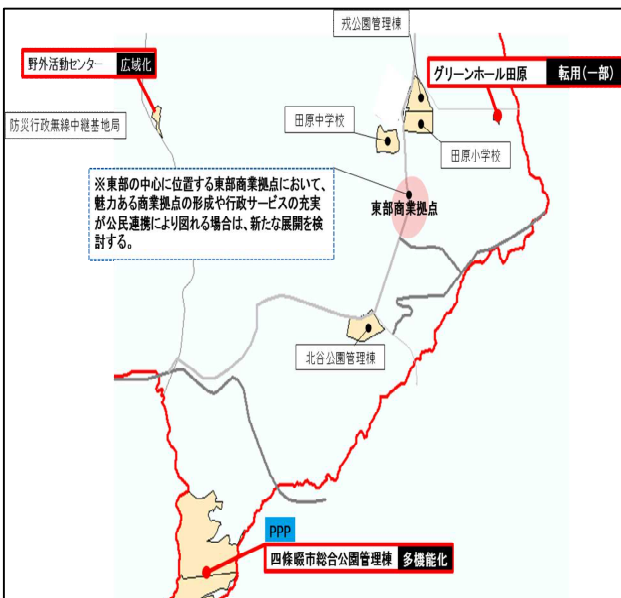 戎公園管理棟
野外活動センター 広域化
グリーンホール田原 転用(一部)
防災行政無線中継基地局
田原中学校
田原小学校
※東部の中心に位置する東部商業拠点において、
魅力ある商業拠点の形成や行政サービスの充実
が公民連携により図れる場合は、新たな展開を検
討する。
東部商業拠点
北谷公園管理棟
PPP
四條畷市総合公園管理棟 多機能化